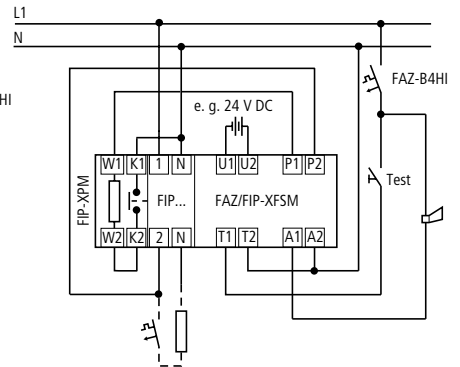 L1
N
HI
FAZ-B4HI
e. g. 24 V DC
W1 K1 1 N U1 U2 P1 P2
FIP-XPM
FIP... FAZ/FIP-XFSM
Test
W2 K2 2 N T1 T2 A1 A2